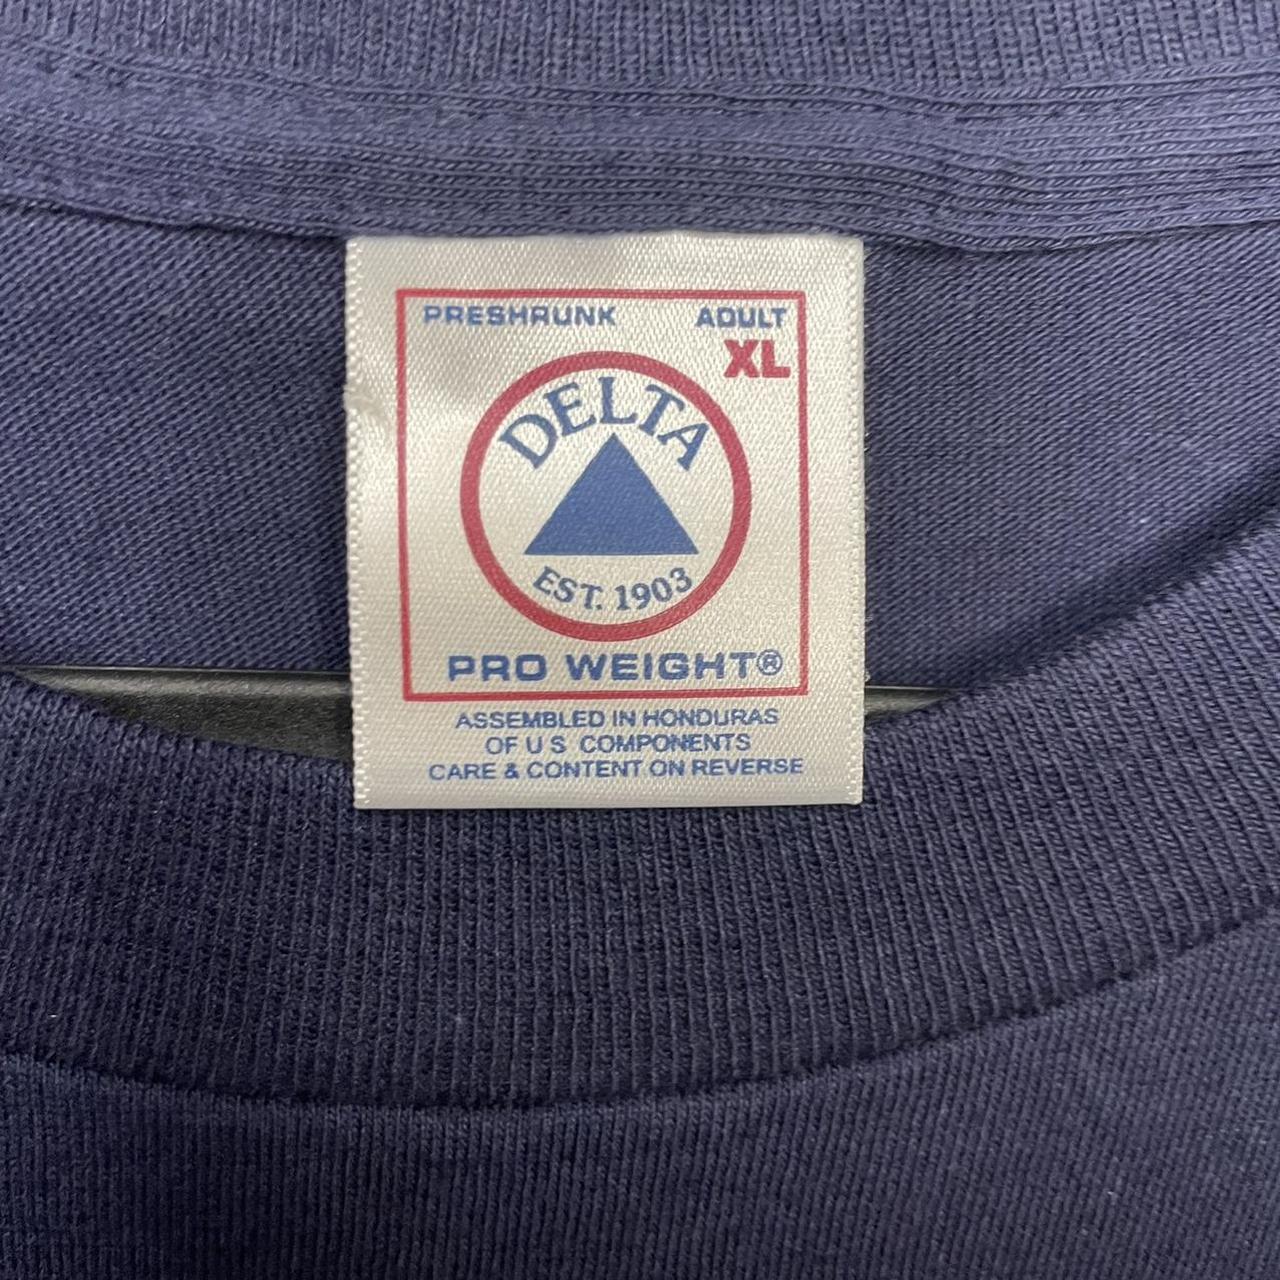 PRESHRUNK ADULT
XL
DELTA
EST. 1903
PRO WEIGHT®
ASSEMBLED IN HONDURAS
OF U S COMPONENTS
CARE & CONTENT ON REVERSE